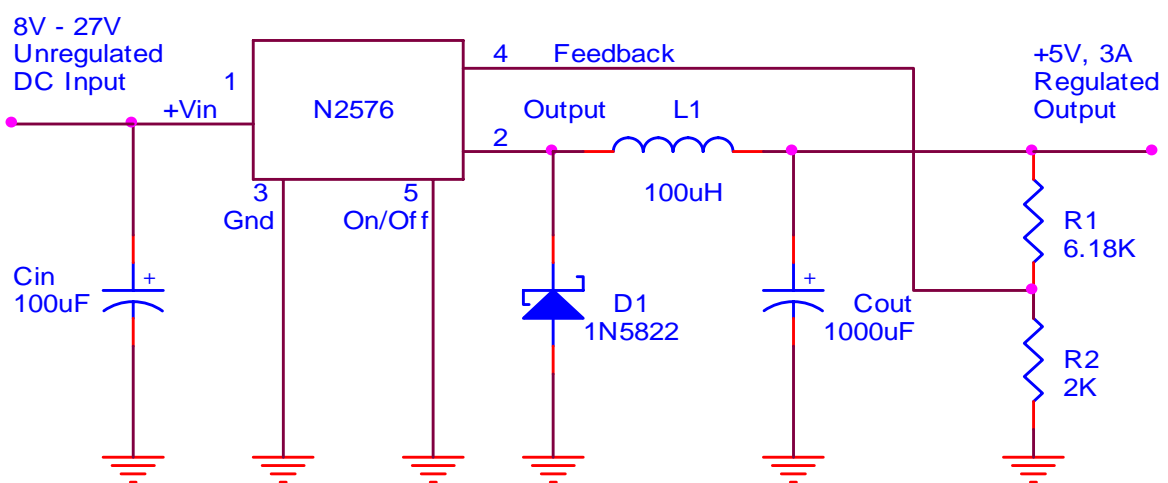 8V - 27V
Unregulated
DC Input
1
+Vin
N2576
4
Feedback
2
Output
L1
100uH
+5V, 3A
Regulated
Output
3
Gnd
5
On/Off
Cin
100uF
+
D1
1N5822
+
Cout
1000uF
R1
6.18K
R2
2K